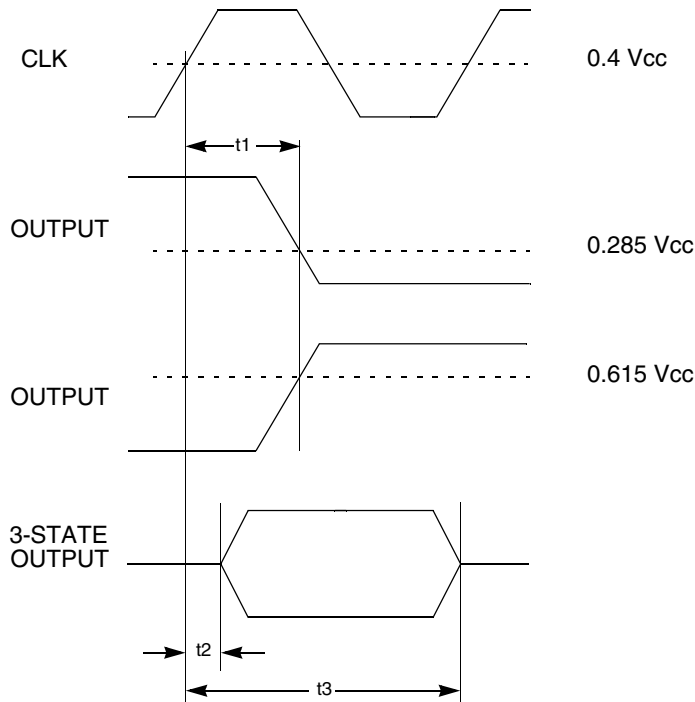 CLK
0.4 Vcc
t1
OUTPUT
0.285 Vcc
OUTPUT
0.615 Vcc
3-STATE
OUTPUT
t2
t3